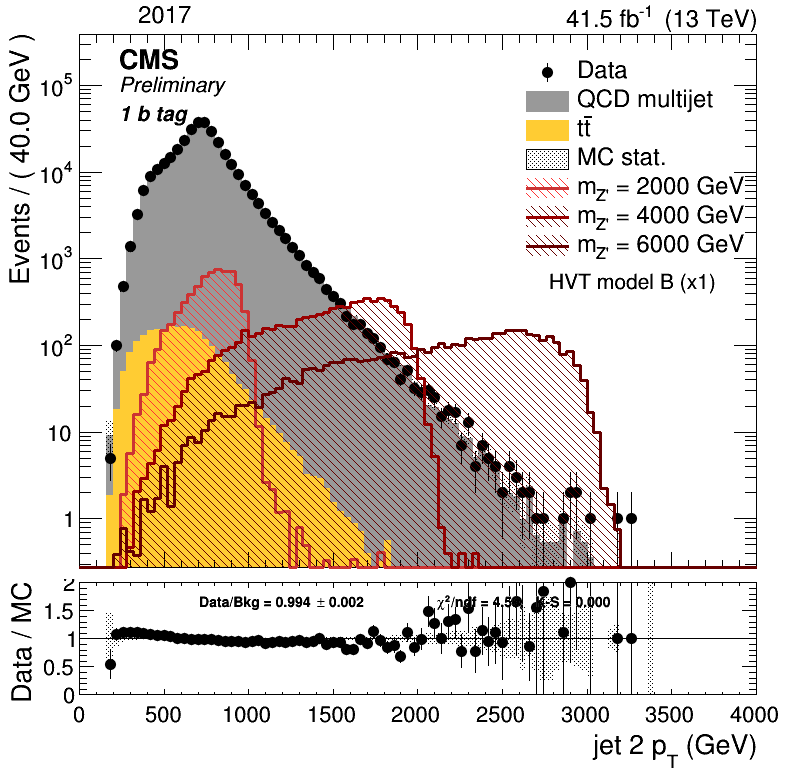 2017 41.5 fb⁻¹ (13 TeV)
Events / ( 40.0 GeV )
CMS
Preliminary
1 b tag
Data
QCD multijet
tt̄
MC stat.
m_Z' = 2000 GeV
m_Z' = 4000 GeV
m_Z' = 6000 GeV
HVT model B (x1)
10⁵
10⁴
10³
10²
10
1
Data / MC
Data/Bkg = 0.994 ± 0.002
χ²/ndf = 4.5
K-S = 0.000
2
1.5
1
0.5
0
0 500 1000 1500 2000 2500 3000 3500 4000
jet 2 p_T (GeV)